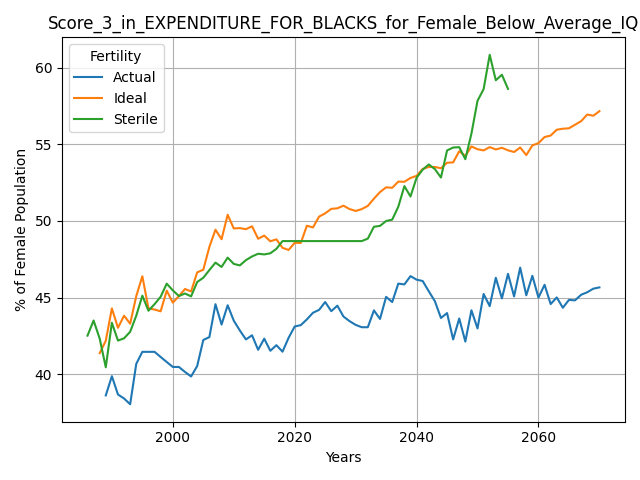 Score_3_in_EXPENDITURE_FOR_BLACKS_for_Female_Below_Average_IQ
Fertility
Actual
Ideal
Sterile
% of Female Population
60
55
50
45
40
2000
2020
2040
2060
Years